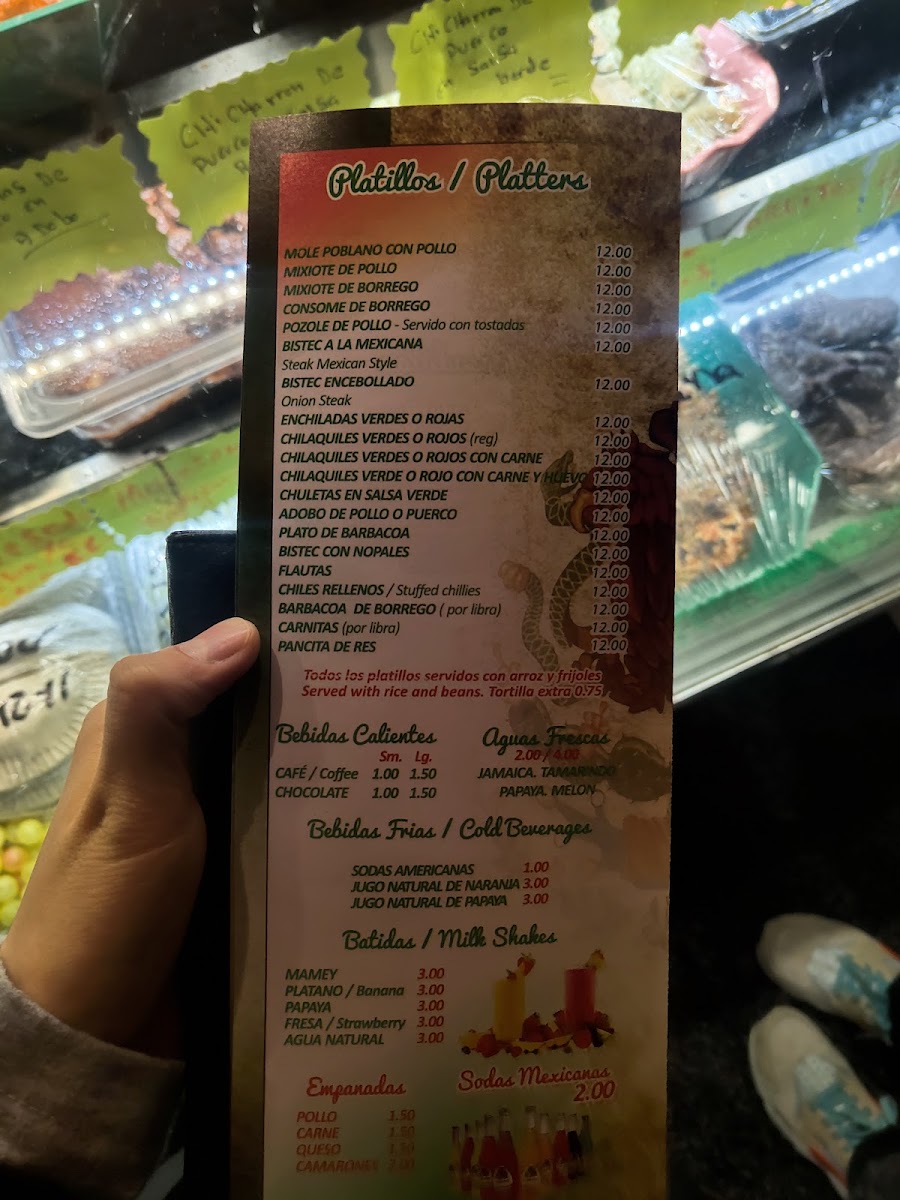 CHICHARRON DE
PUERCO
SALSA
CHICHARRON DE
PUERCO
SALSA
DE
Platillos / Platters
MOLE POBLANO CON POLLO 12.00
MIXIOTE DE POLLO 12.00
MIXIOTE DE BORREGO 12.00
CONSOME DE BORREGO 12.00
POZOLE DE POLLO - Servido con tostadas 12.00
BISTEC A LA MEXICANA 12.00
Steak Mexican Style
BISTEC ENCEBOLLADO 12.00
Onion Steak
ENCHILADAS VERDES O ROJAS 12.00
CHILAQUILES VERDES O ROJOS (reg) 12.00
CHILAQUILES VERDES O ROJOS CON CARNE 12.00
CHILAQUILES VERDE O ROJO CON CARNE Y HUEVO 12.00
CHULETAS EN SALSA VERDE 12.00
ADOBO DE POLLO O PUERCO 12.00
PLATO DE BARBACOA 12.00
BISTEC CON NOPALES 12.00
FLAUTAS 12.00
CHILES RELLENOS / Stuffed chillies 12.00
BARBACOA DE BORREGO ( por libra) 12.00
CARNITAS (por libra) 12.00
PANCITA DE RES 12.00
Todos los platillos servidos con arroz y frijoles
Served with rice and beans. Tortilla extra 0.75
Bebidas Calientes
Sm. Lg.
CAFÉ / Coffee 1.00 1.50
CHOCOLATE 1.00 1.50
Aguas Frescas
2.00 / 4.00
JAMAICA. TAMARINDO
PAPAYA. MELON
Bebidas Frias / Cold Beverages
SODAS AMERICANAS 1.00
JUGO NATURAL DE NARANJA 3.00
JUGO NATURAL DE PAPAYA 3.00
Batidas / Milk Shakes
MAMEY 3.00
PLATANO / Banana 3.00
PAPAYA 3.00
FRESA / Strawberry 3.00
AGUA NATURAL 3.00
Empanadas
POLLO 1.50
CARNE 1.50
QUESO 1.50
CAMARONES 2.00
Sodas Mexicanas
2.00